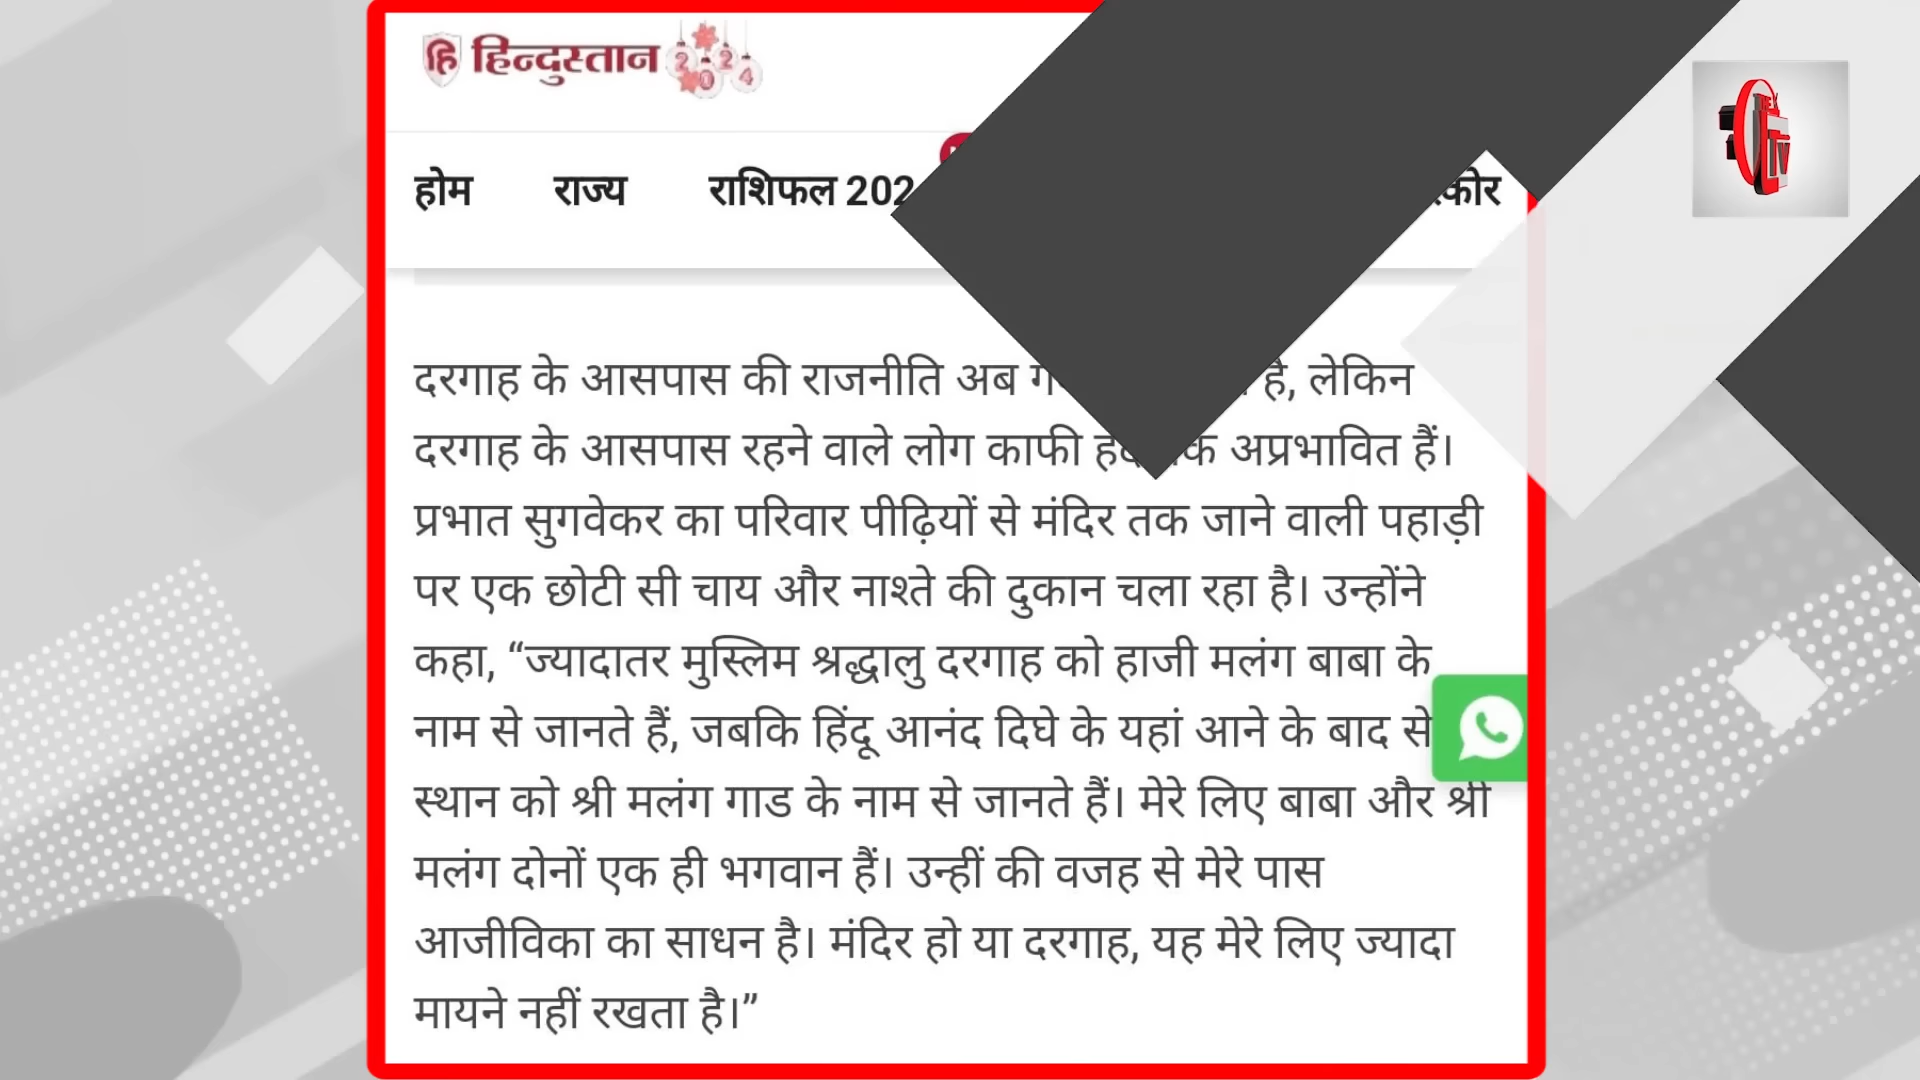 हि हिन्दुस्तान 2024
होम राज्य राशिफल 202
दरगाह के आसपास की राजनीति अब है, लेकिन
दरगाह के आसपास रहने वाले लोग काफी अप्रभावित हैं।
प्रभात सुगवेकर का परिवार पीढ़ियों से मंदिर तक जाने वाली पहाड़ी
पर एक छोटी सी चाय और नाश्ते की दुकान चला रहा है। उन्होंने
कहा, “ज्यादातर मुस्लिम श्रद्धालु दरगाह को हाजी मलंग बाबा के
नाम से जानते हैं, जबकि हिंदू आनंद दिघे के यहां आने के बाद से
स्थान को श्री मलंग गाड के नाम से जानते हैं। मेरे लिए बाबा और श्री
मलंग दोनों एक ही भगवान हैं। उन्हीं की वजह से मेरे पास
आजीविका का साधन है। मंदिर हो या दरगाह, यह मेरे लिए ज्यादा
मायने नहीं रखता है।”